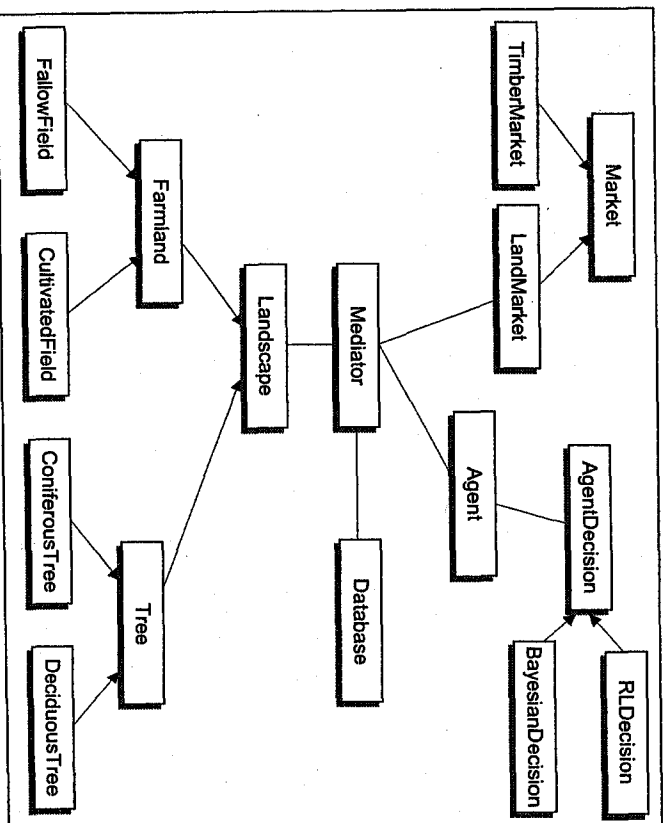 Market
TimberMarket
LandMarket
AgentDecision
RLDecision
BayesianDecision
Agent
Mediator
Database
Landscape
Farmland
Tree
FallowField
CultivatedField
ConiferousTree
DeciduousTree